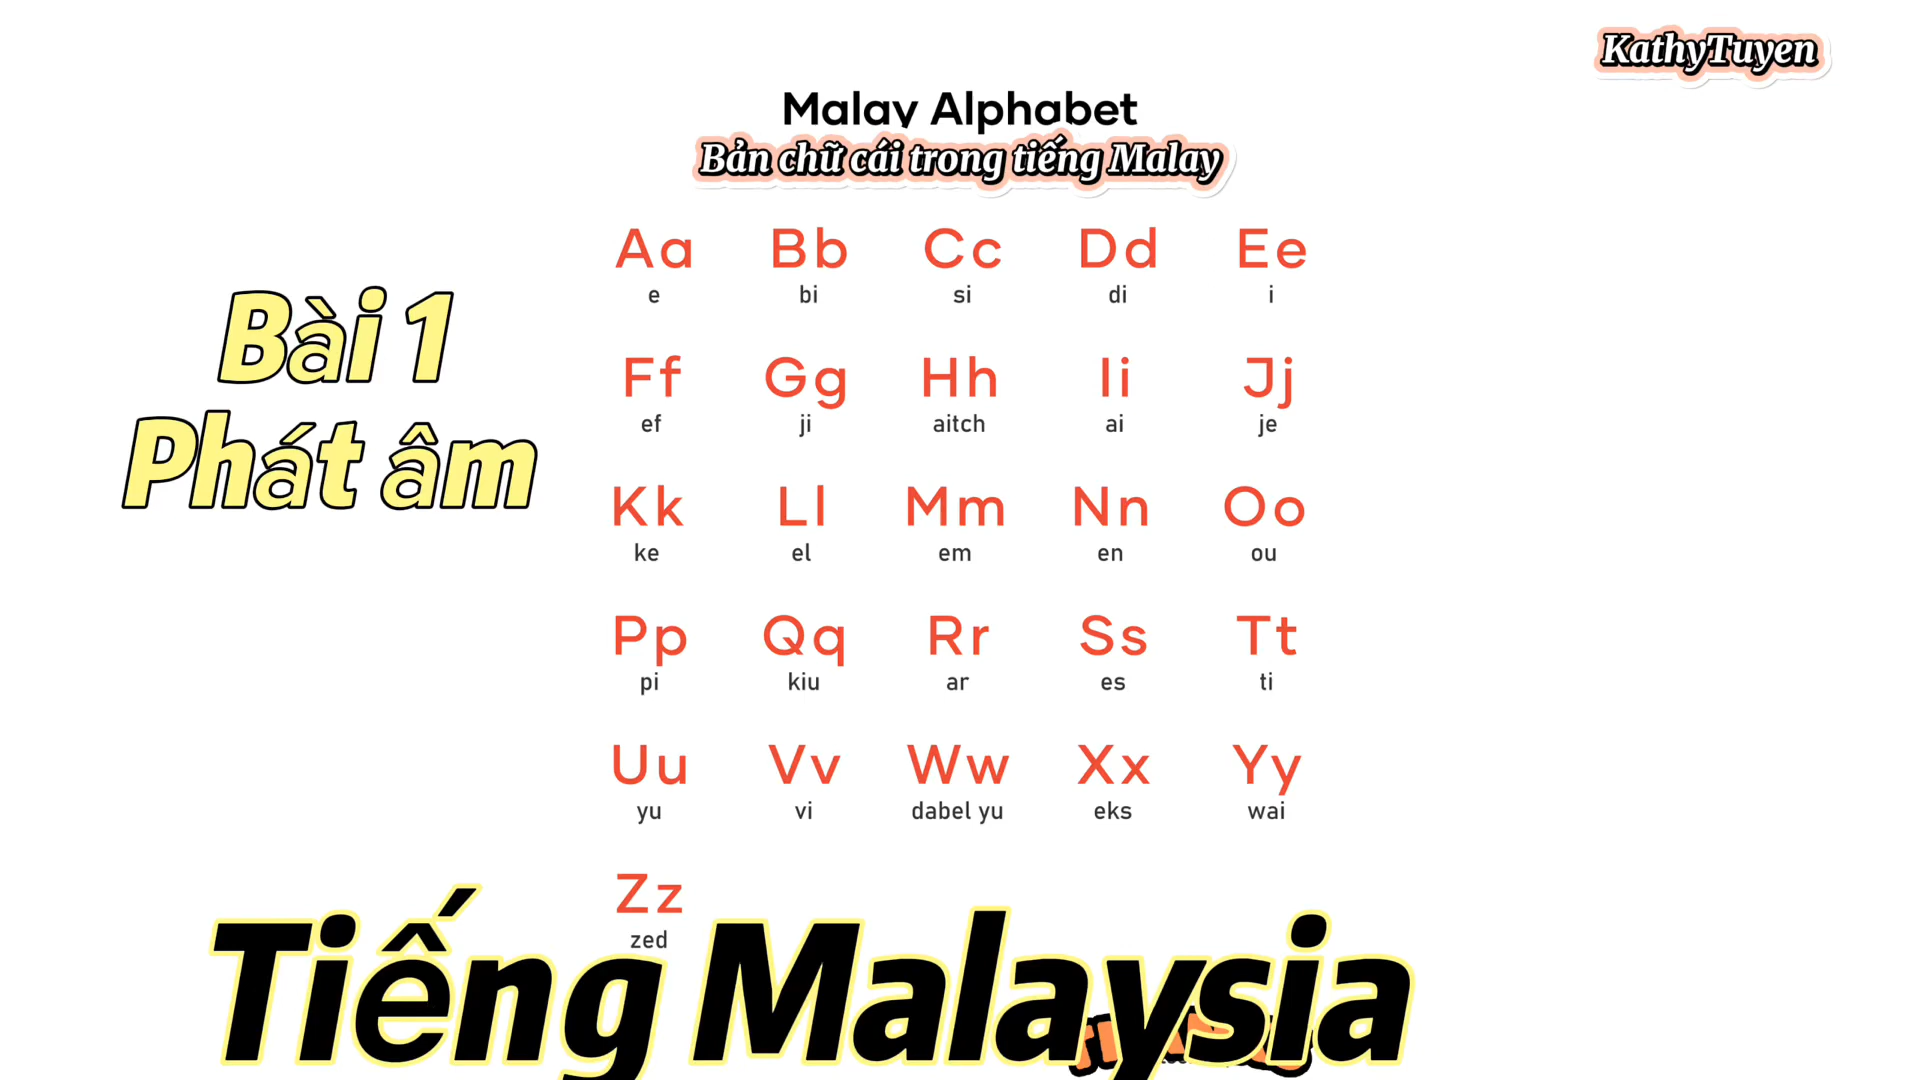 KathyTuyen
Malay Alphabet
Bản chữ cái trong tiếng Malay
Aa Bb Cc Dd Ee
e bi si di i
Bài 1
Ff Gg Hh Ii Jj
ef ji aitch ai je
Phát âm
Kk Ll Mm Nn Oo
ke el em en ou
Pp Qq Rr Ss Tt
pi kiu ar es ti
Uu Vv Ww Xx Yy
yu vi dabel yu eks wai
Zz
zed
Tiếng Malaysia